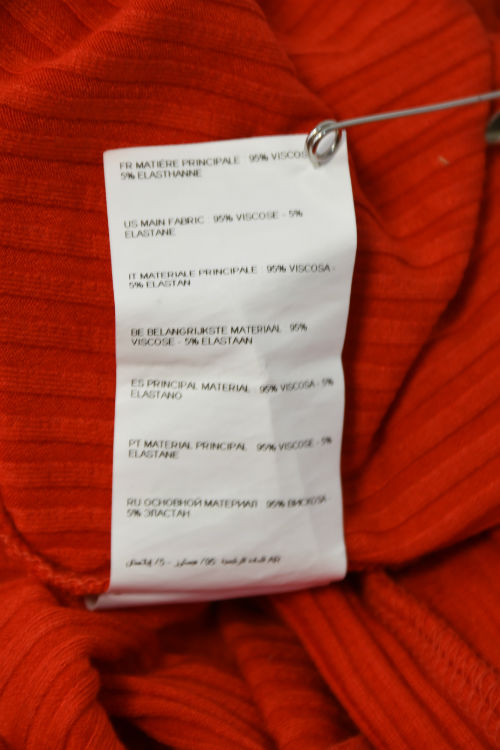 FR MATIÈRE PRINCIPALE 95% VISCOS
5% ELASTHANNE
US MAIN FABRIC 95% VISCOSE - 5%
ELASTANE
IT MATERIALE PRINCIPALE 95% VISCOSA -
5% ELASTAN
BE BELANGRIJKSTE MATERIAAL 95%
VISCOSE - 5% ELASTAAN
ES PRINCIPAL MATERIAL 95% VISCOSA - 5%
ELASTANO
PT MATERIAL PRINCIPAL 95% VISCOSE - 5%
ELASTANE
RU ОСНОВНОЙ МАТЕРИАЛ 95% ВИСКОЗА -
5% ЭЛАСТАН
AR